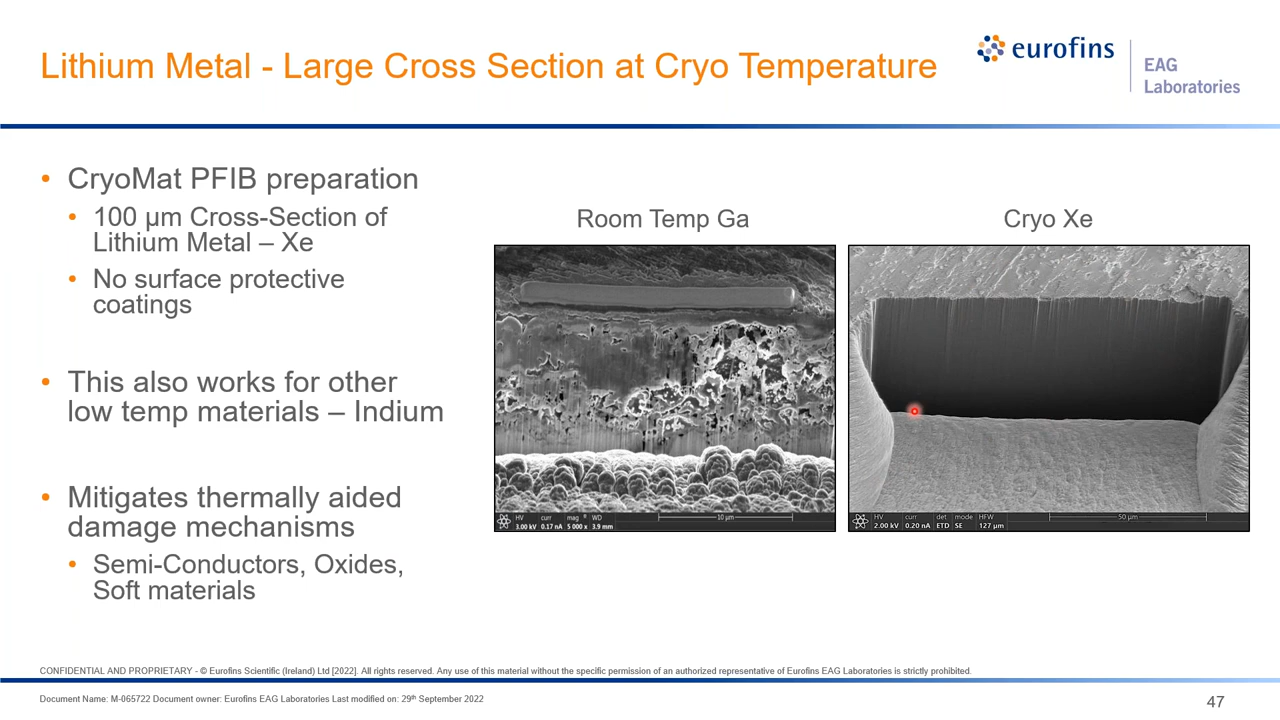 Lithium Metal - Large Cross Section at Cryo Temperature
eurofins
EAG
Laboratories
• CryoMat PFIB preparation
• 100 µm Cross-Section of
Lithium Metal – Xe
• No surface protective
coatings
• This also works for other
low temp materials – Indium
• Mitigates thermally aided
damage mechanisms
• Semi-Conductors, Oxides,
Soft materials
Room Temp Ga
HV curr mag WD
3.00 kV 0.17 nA 5 000 x 3.9 mm
10 µm
Cryo Xe
HV curr det mode HFW
2.00 kV 0.20 nA ETD SE 127 µm
50 µm
CONFIDENTIAL AND PROPRIETARY - © Eurofins Scientific (Ireland) Ltd [2022]. All rights reserved. Any use of this material without the specific permission of an authorized representative of Eurofins EAG Laboratories is strictly prohibited.
Document Name: M-065722 Document owner: Eurofins EAG Laboratories Last modified on: 29th September 2022
47